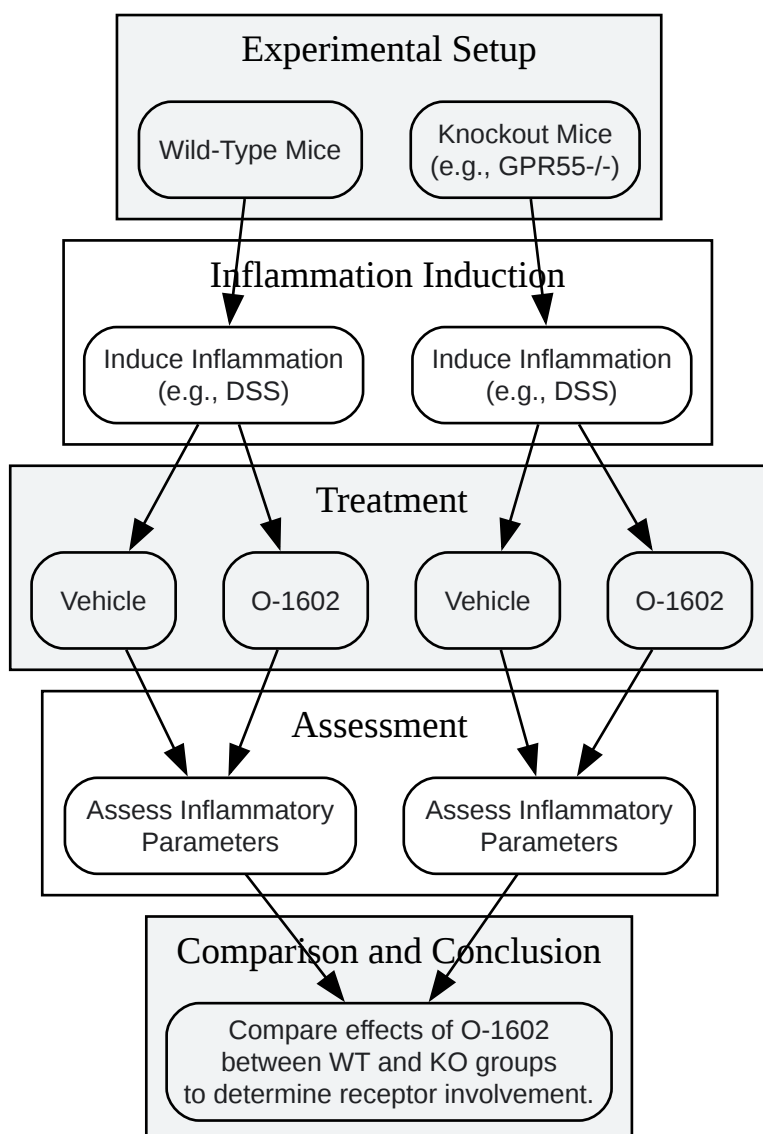 Experimental Setup
Wild-Type Mice
Knockout Mice
(e.g., GPR55-/-)
Inflammation Induction
Induce Inflammation
(e.g., DSS)
Induce Inflammation
(e.g., DSS)
Treatment
Vehicle
O-1602
Vehicle
O-1602
Assessment
Assess Inflammatory
Parameters
Assess Inflammatory
Parameters
Comparison and Conclusion
Compare effects of O-1602
between WT and KO groups
to determine receptor involvement.